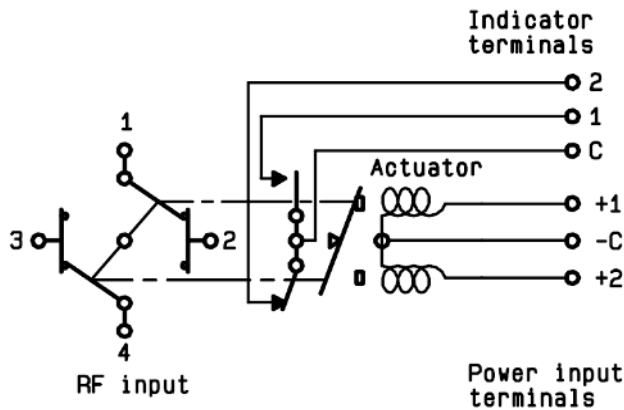 Indicator
terminals
2
1
C
1
Actuator
+1
3
2
-C
+2
4
RF input
Power input
terminals